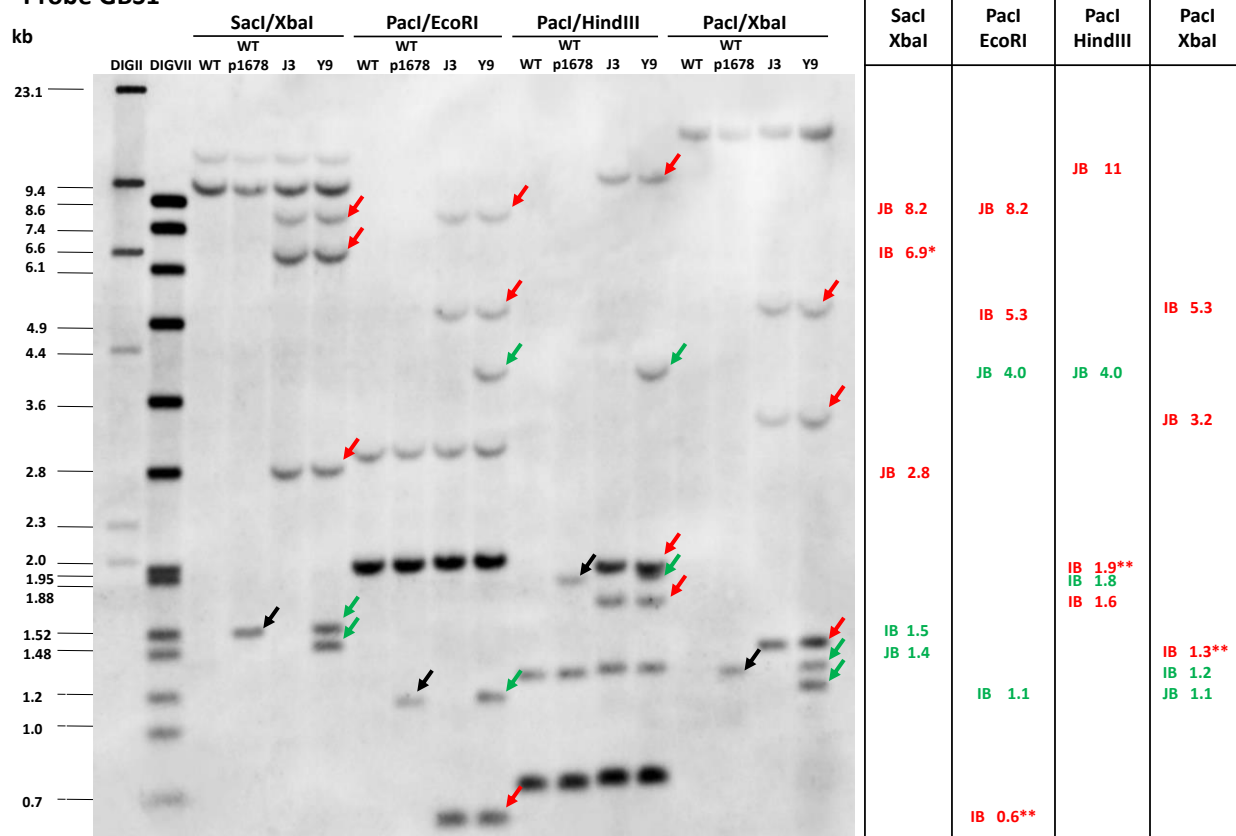 Probe GB31
SacI/XbaI PacI/EcoRI PacI/HindIII PacI/XbaI
kb
WT WT WT WT
DIGII DIGVII WT p1678 J3 Y9 WT p1678 J3 Y9 WT p1678 J3 Y9 WT p1678 J3 Y9
23.1
9.4
8.6
7.4
6.6
6.1
4.9
4.4
3.6
2.8
2.3
2.0
1.95
1.88
1.52
1.48
1.2
1.0
0.7
SacI PacI PacI PacI
XbaI EcoRI HindIII XbaI
JB 11
JB 8.2 JB 8.2
IB 6.9*
IB 5.3 IB 5.3
JB 4.0 JB 4.0
JB 3.2
JB 2.8
IB 1.9**
IB 1.8
IB 1.6
IB 1.5
JB 1.4 IB 1.3**
IB 1.2
IB 1.1 JB 1.1
IB 0.6**